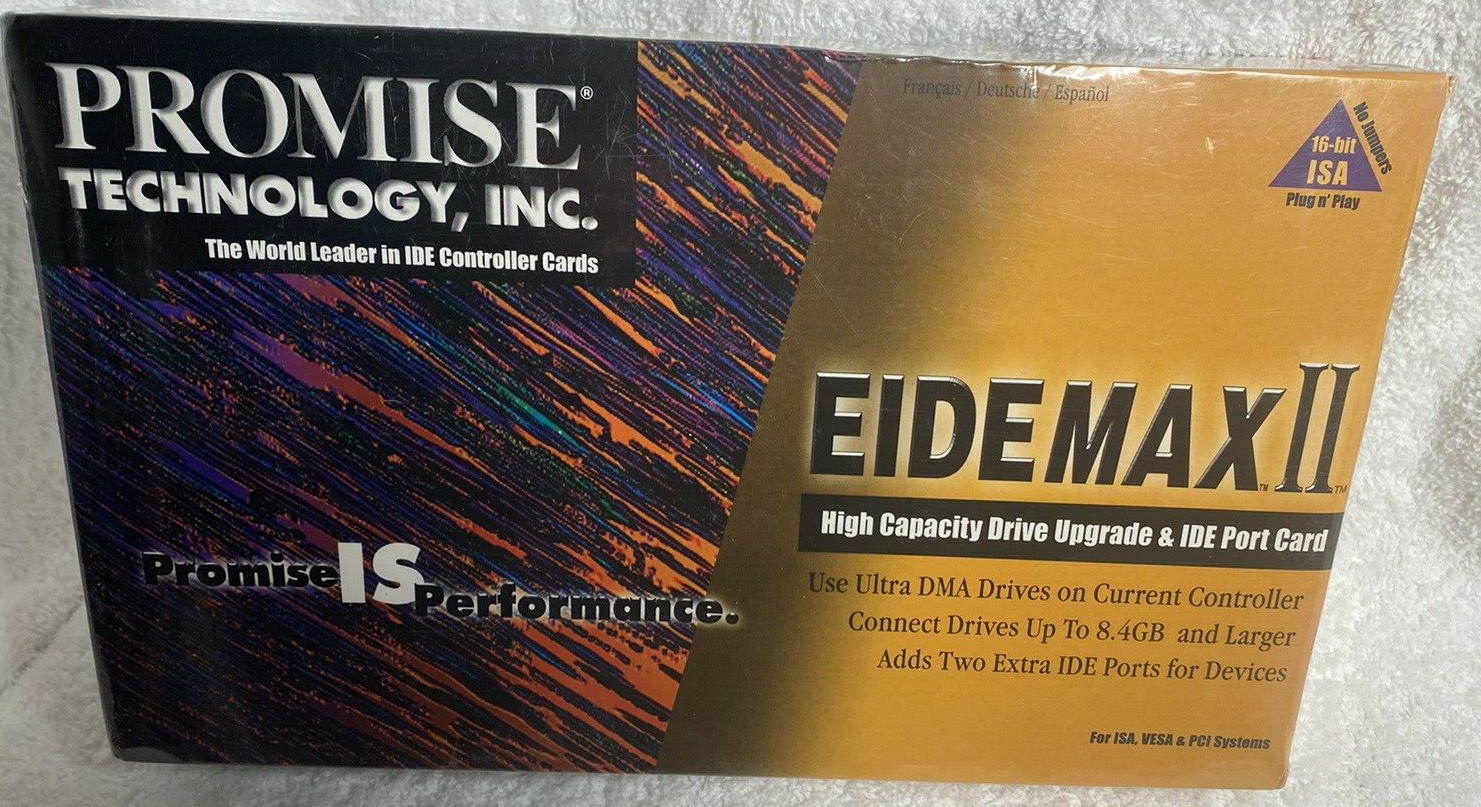 PROMISE®
TECHNOLOGY, INC.
The World Leader in IDE Controller Cards
Français / Deutsche / Español
No Jumpers
16-bit
ISA
Plug n' Play
EIDEMAX™ II™
High Capacity Drive Upgrade & IDE Port Card
Promise IS Performance.
Use Ultra DMA Drives on Current Controller
Connect Drives Up To 8.4GB and Larger
Adds Two Extra IDE Ports for Devices
For ISA, VESA & PCI Systems